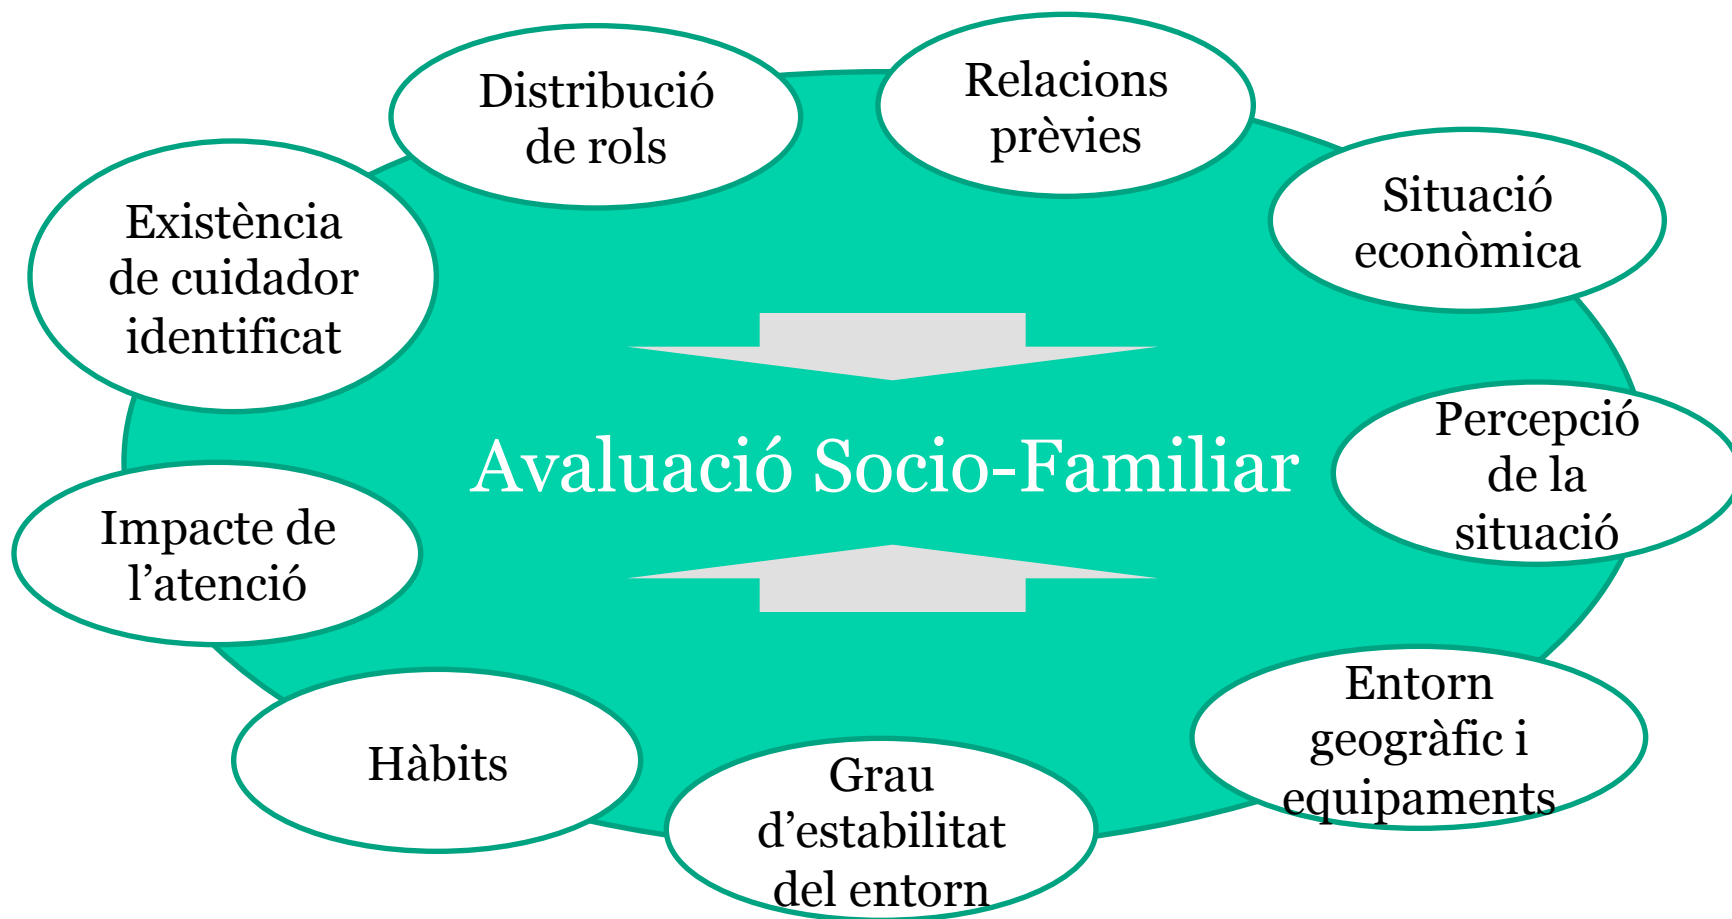 Distribució
de rols
Relacions
prèvies
Situació
econòmica
Existència
de cuidador
identificat
Avaluació Socio-Familiar
Percepció
de la
situació
Impacte de
l’atenció
Hàbits
Grau
d’estabilitat
del entorn
Entorn
geogràfic i
equipaments